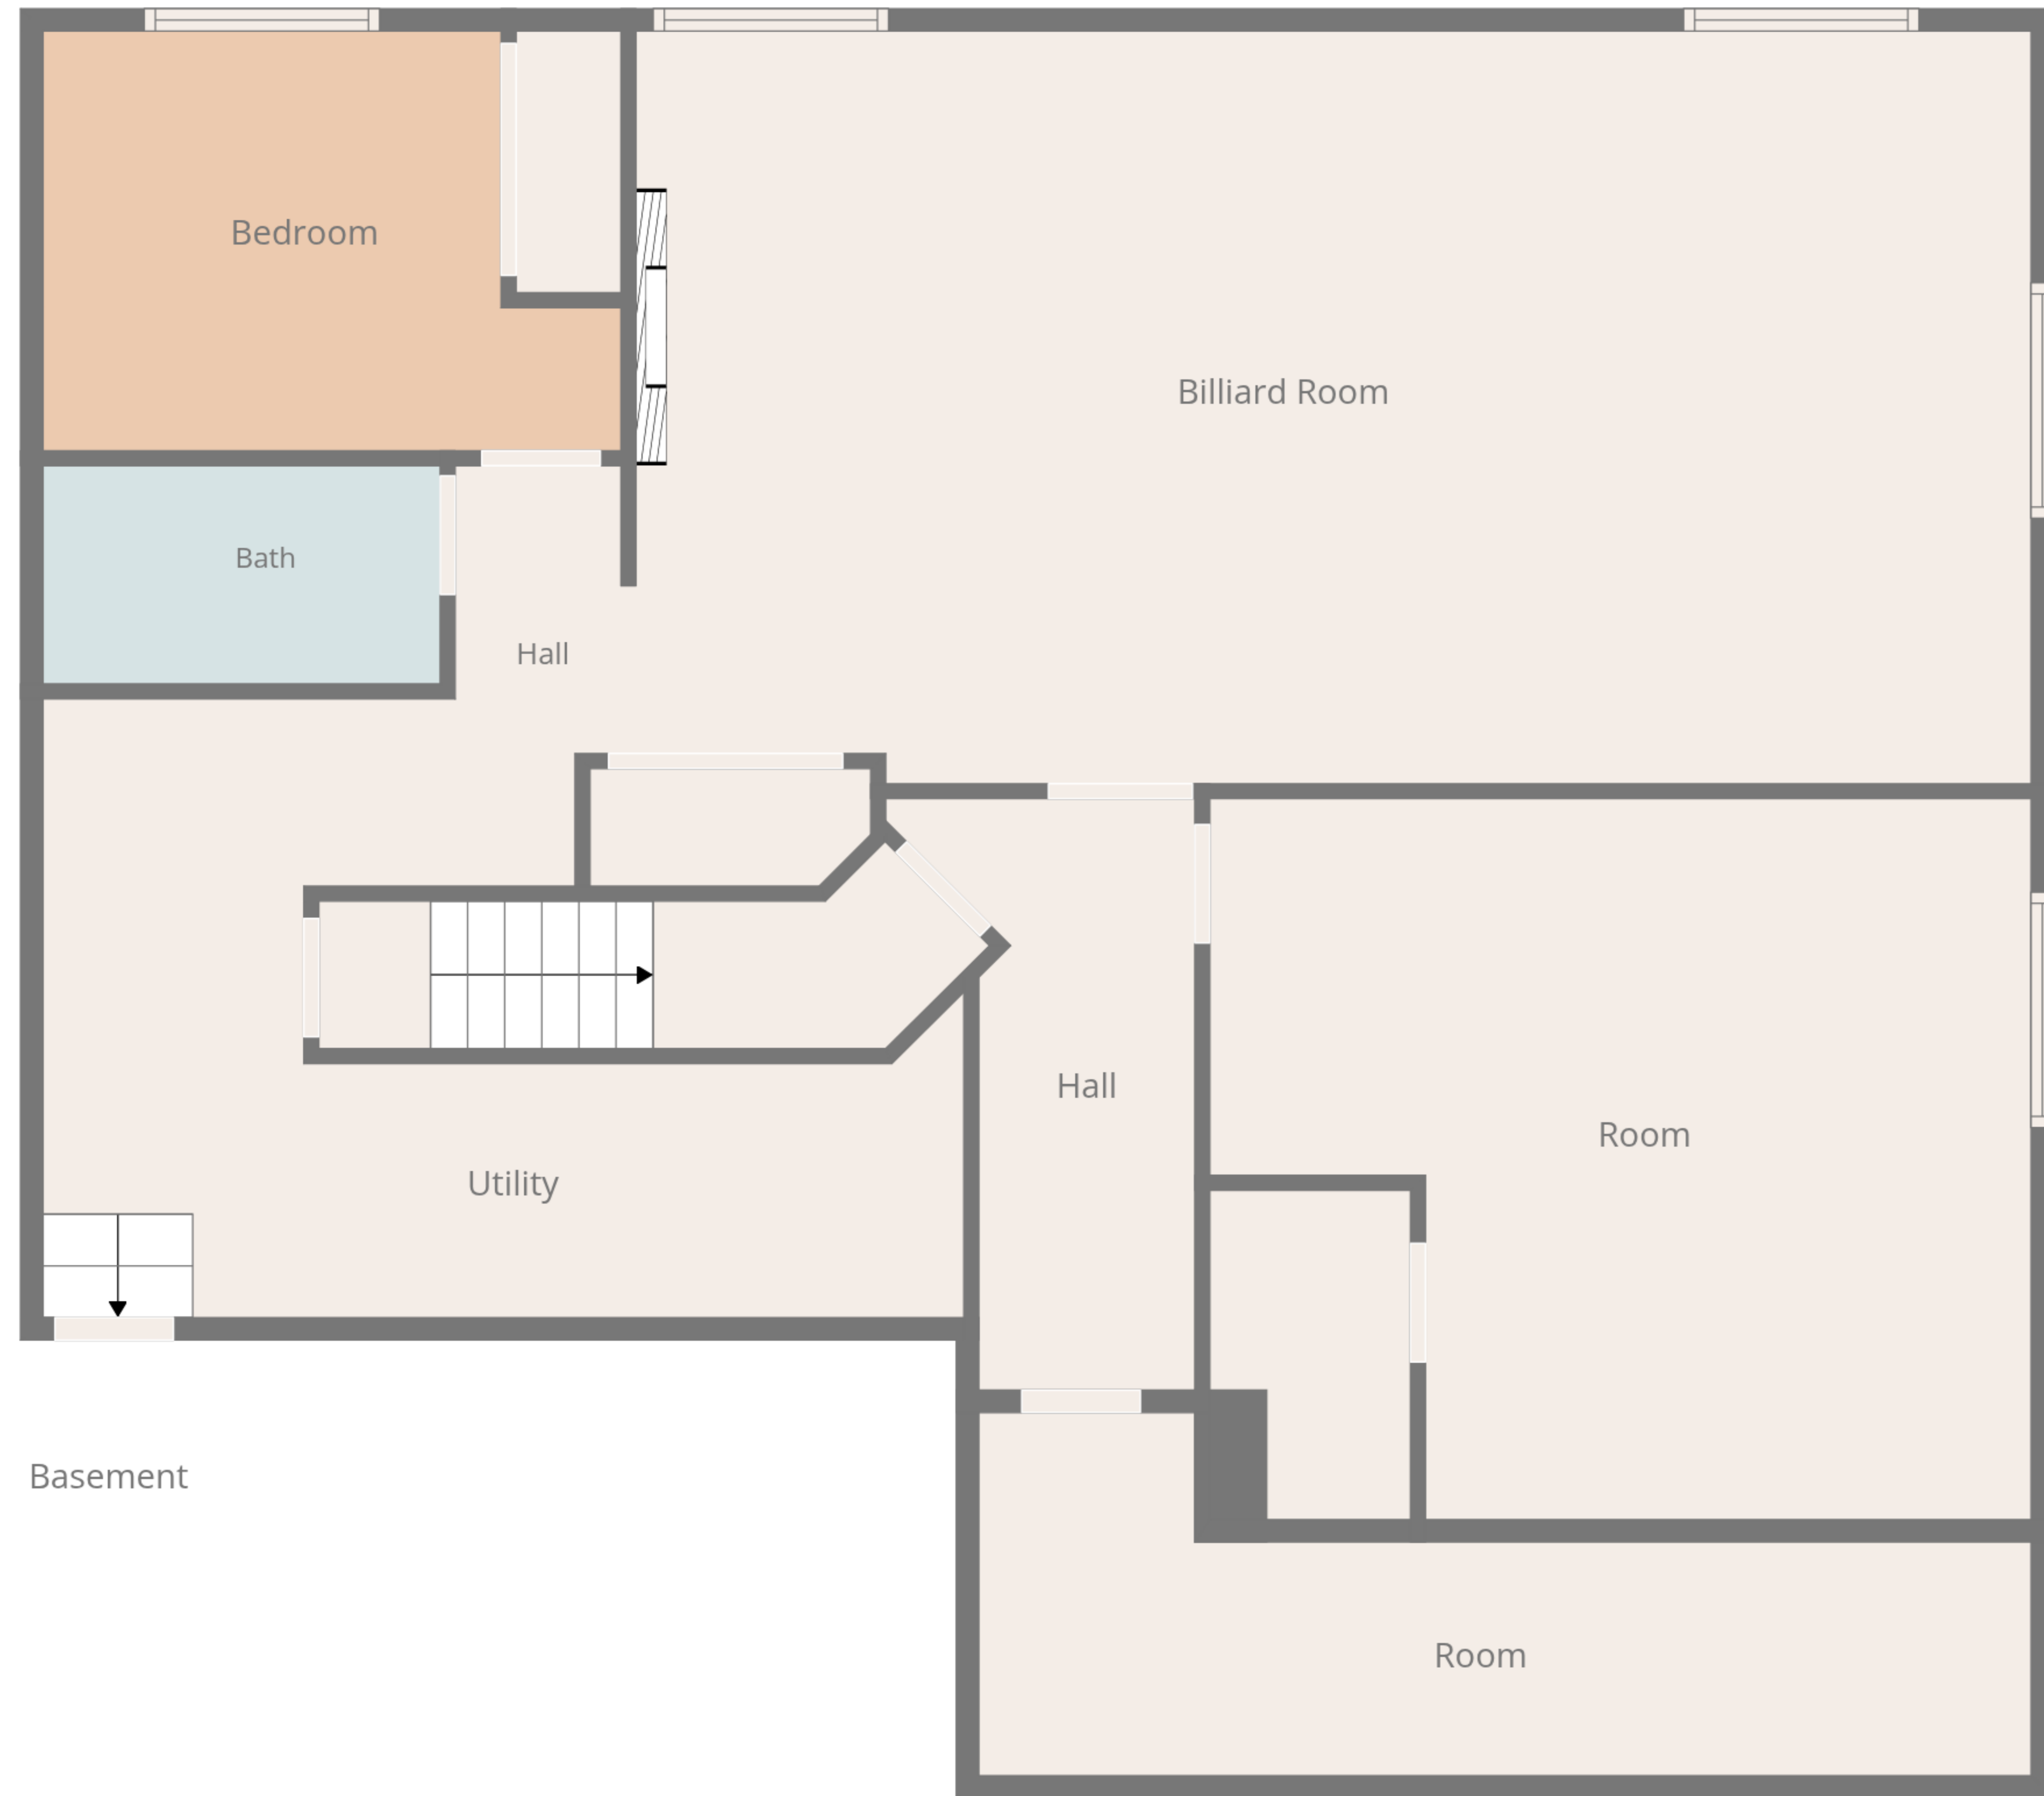 Bedroom
Billiard Room
Bath
Hall
Hall
Room
Utility
Basement
Room